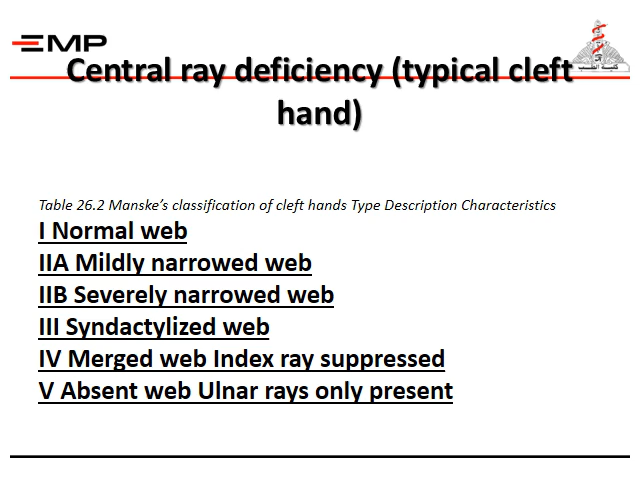 EMP
Central ray deficiency (typical cleft
hand)
Table 26.2 Manske’s classification of cleft hands Type Description Characteristics
I Normal web
IIA Mildly narrowed web
IIB Severely narrowed web
III Syndactylized web
IV Merged web Index ray suppressed
V Absent web Ulnar rays only present